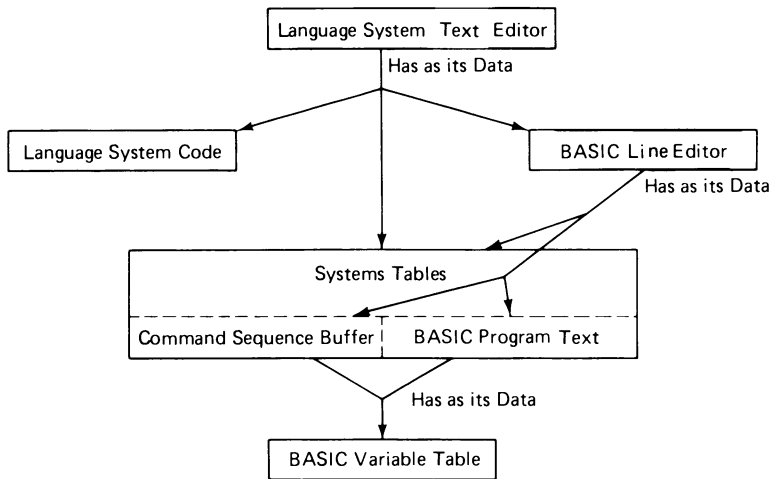 Language System Text Editor
Has as its Data
Language System Code
BASIC Line Editor
Has as its Data
Systems Tables
Command Sequence Buffer
BASIC Program Text
Has as its Data
BASIC Variable Table